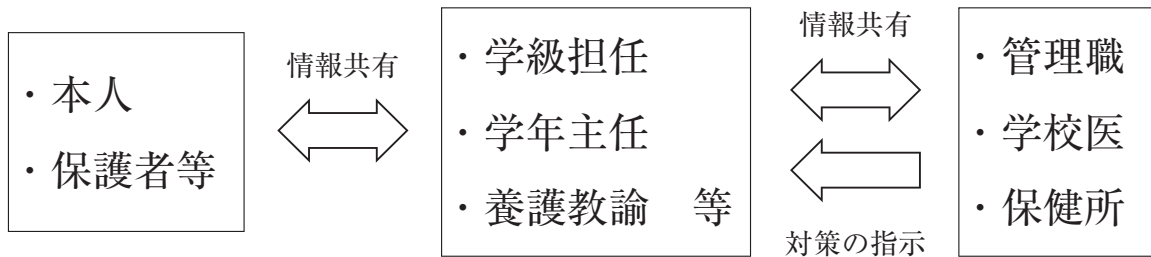 ・本人
・保護者等
情報共有
・学級担任
・学年主任
・養護教諭　等
情報共有
対策の指示
・管理職
・学校医
・保健所